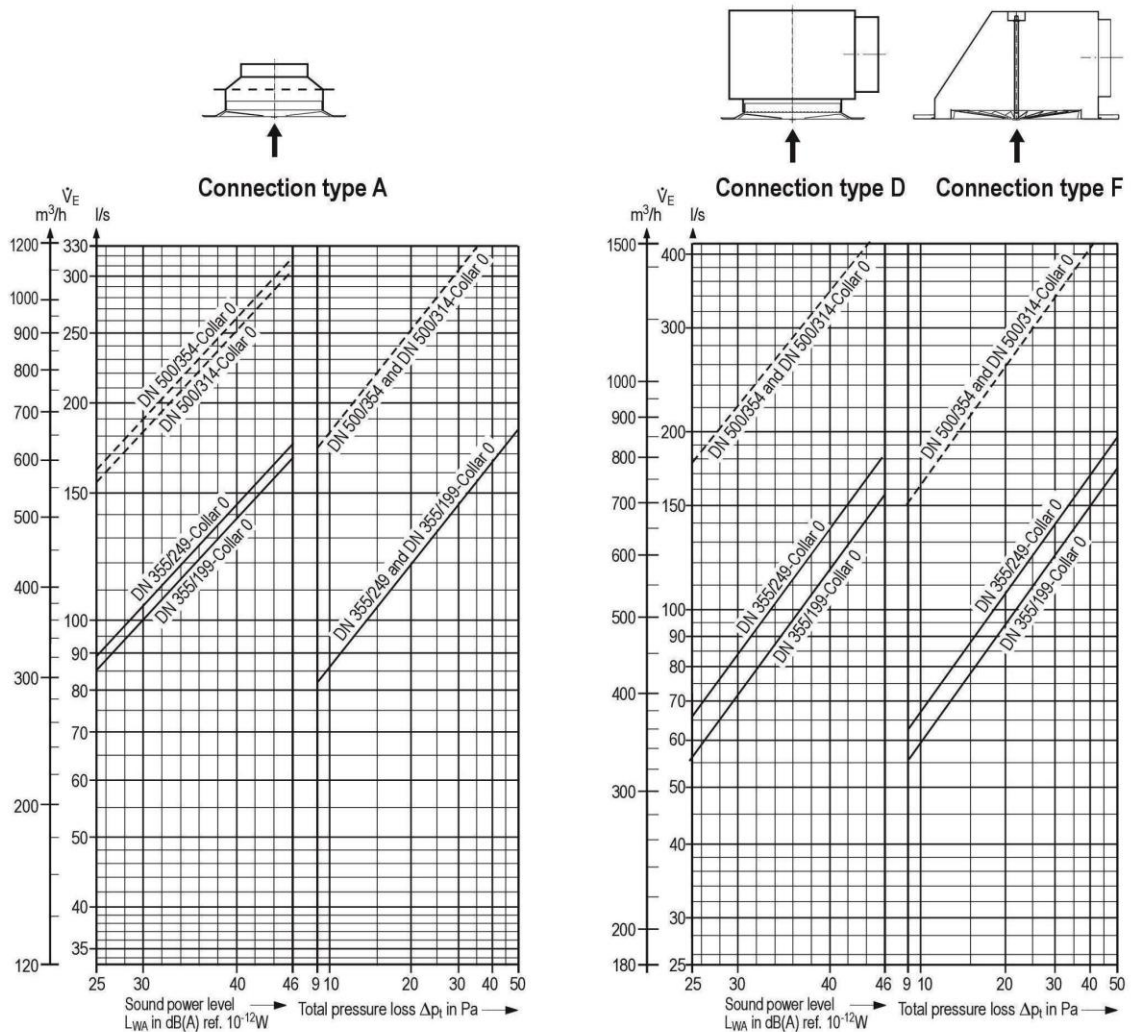 Connection type A
Connection type D
Connection type F
V̇E
m³/h
l/s
1200
1000
900
800
700
600
500
400
300
200
120
330
300
250
200
150
100
90
80
70
60
50
40
35
DN 500/354-Collar 0
DN 500/314-Collar 0
DN 355/249-Collar 0
DN 355/199-Collar 0
DN 500/354 and DN 500/314-Collar 0
DN 355/249 and DN 355/199-Collar 0
25 30 40 46 9 10 20 30 40 50
Sound power level
LWA in dB(A) ref. 10⁻¹²W
Total pressure loss Δpt in Pa
V̇E
m³/h
l/s
1500
1000
900
800
700
600
500
400
300
200
180
400
300
200
150
100
90
80
70
60
50
40
30
25
DN 500/354 and DN 500/314-Collar 0
DN 355/249-Collar 0
DN 355/199-Collar 0
DN 500/354 and DN 500/314-Collar 0
DN 355/249-Collar 0
DN 355/199-Collar 0
25 30 40 46 9 10 20 30 40 50
Sound power level
LWA in dB(A) ref. 10⁻¹²W
Total pressure loss Δpt in Pa